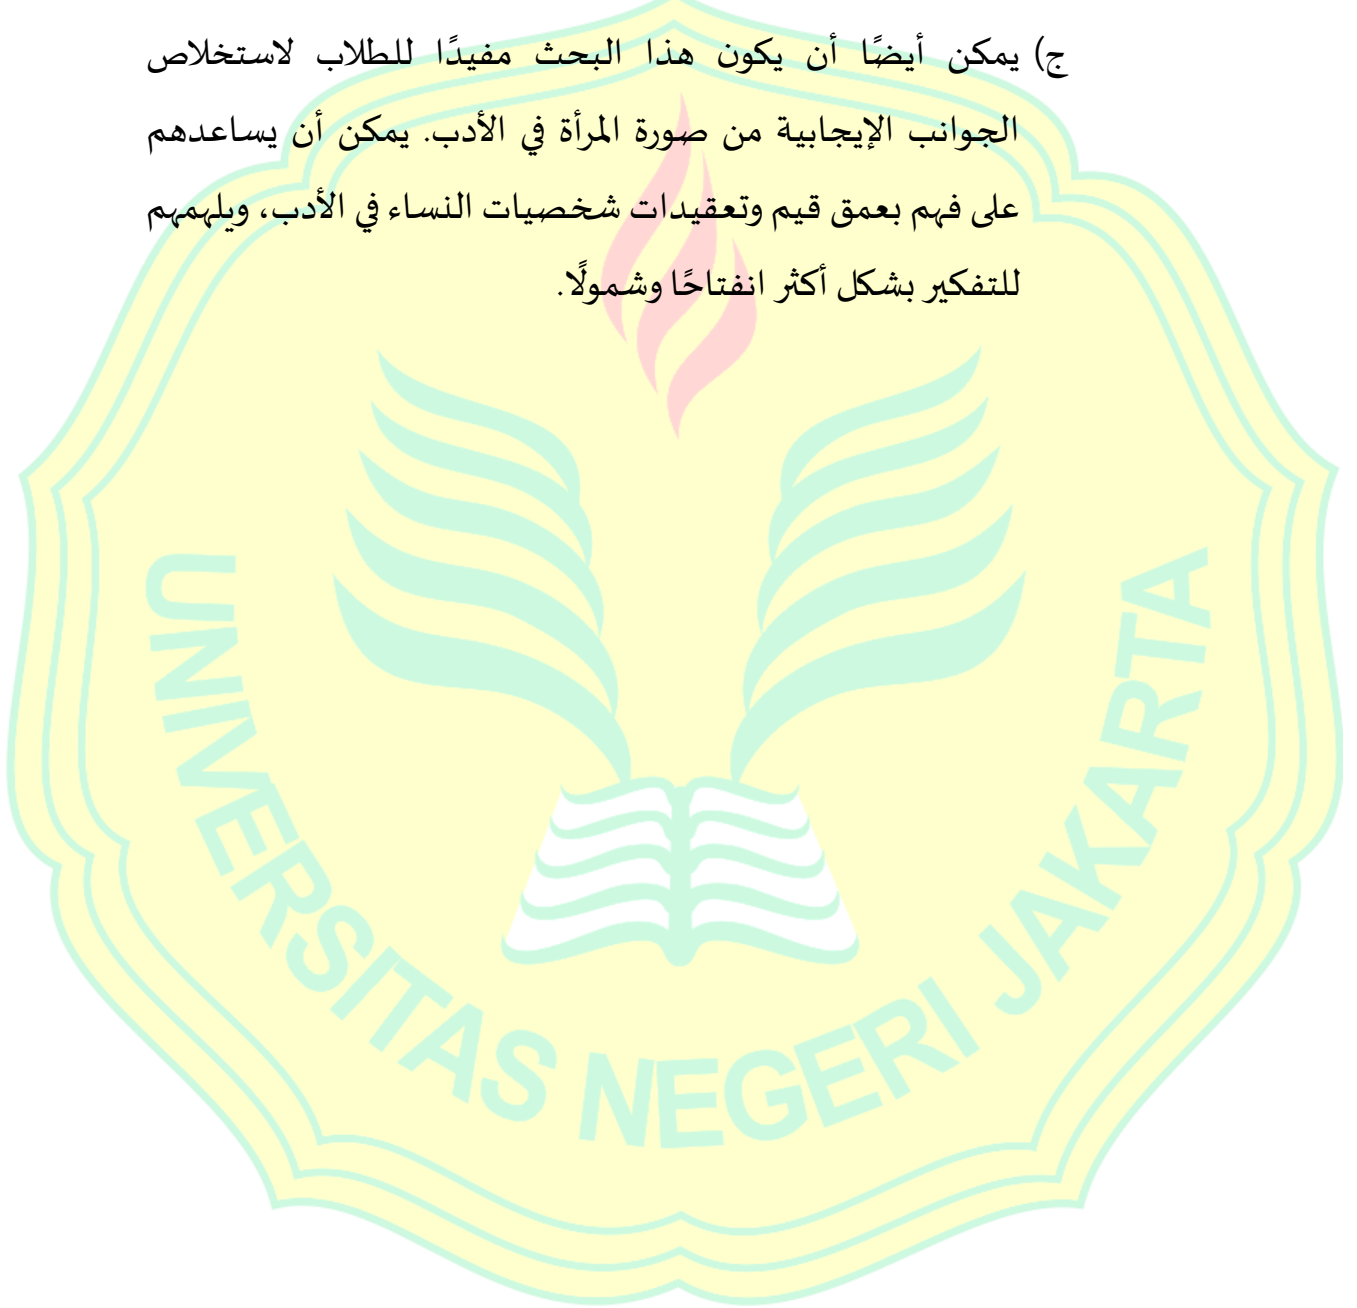 ج) يمكن أيضًا أن يكون هذا البحث مفيدًا للطلاب لاستخلاص
الجوانب الإيجابية من صورة المرأة في الأدب. يمكن أن يساعدهم
على فهم بعمق قيم وتعقيدات شخصيات النساء في الأدب، ويلهمهم
للتفكير بشكل أكثر انفتاحًا وشمولًا.
UNIVERSITAS NEGERI JAKARTA